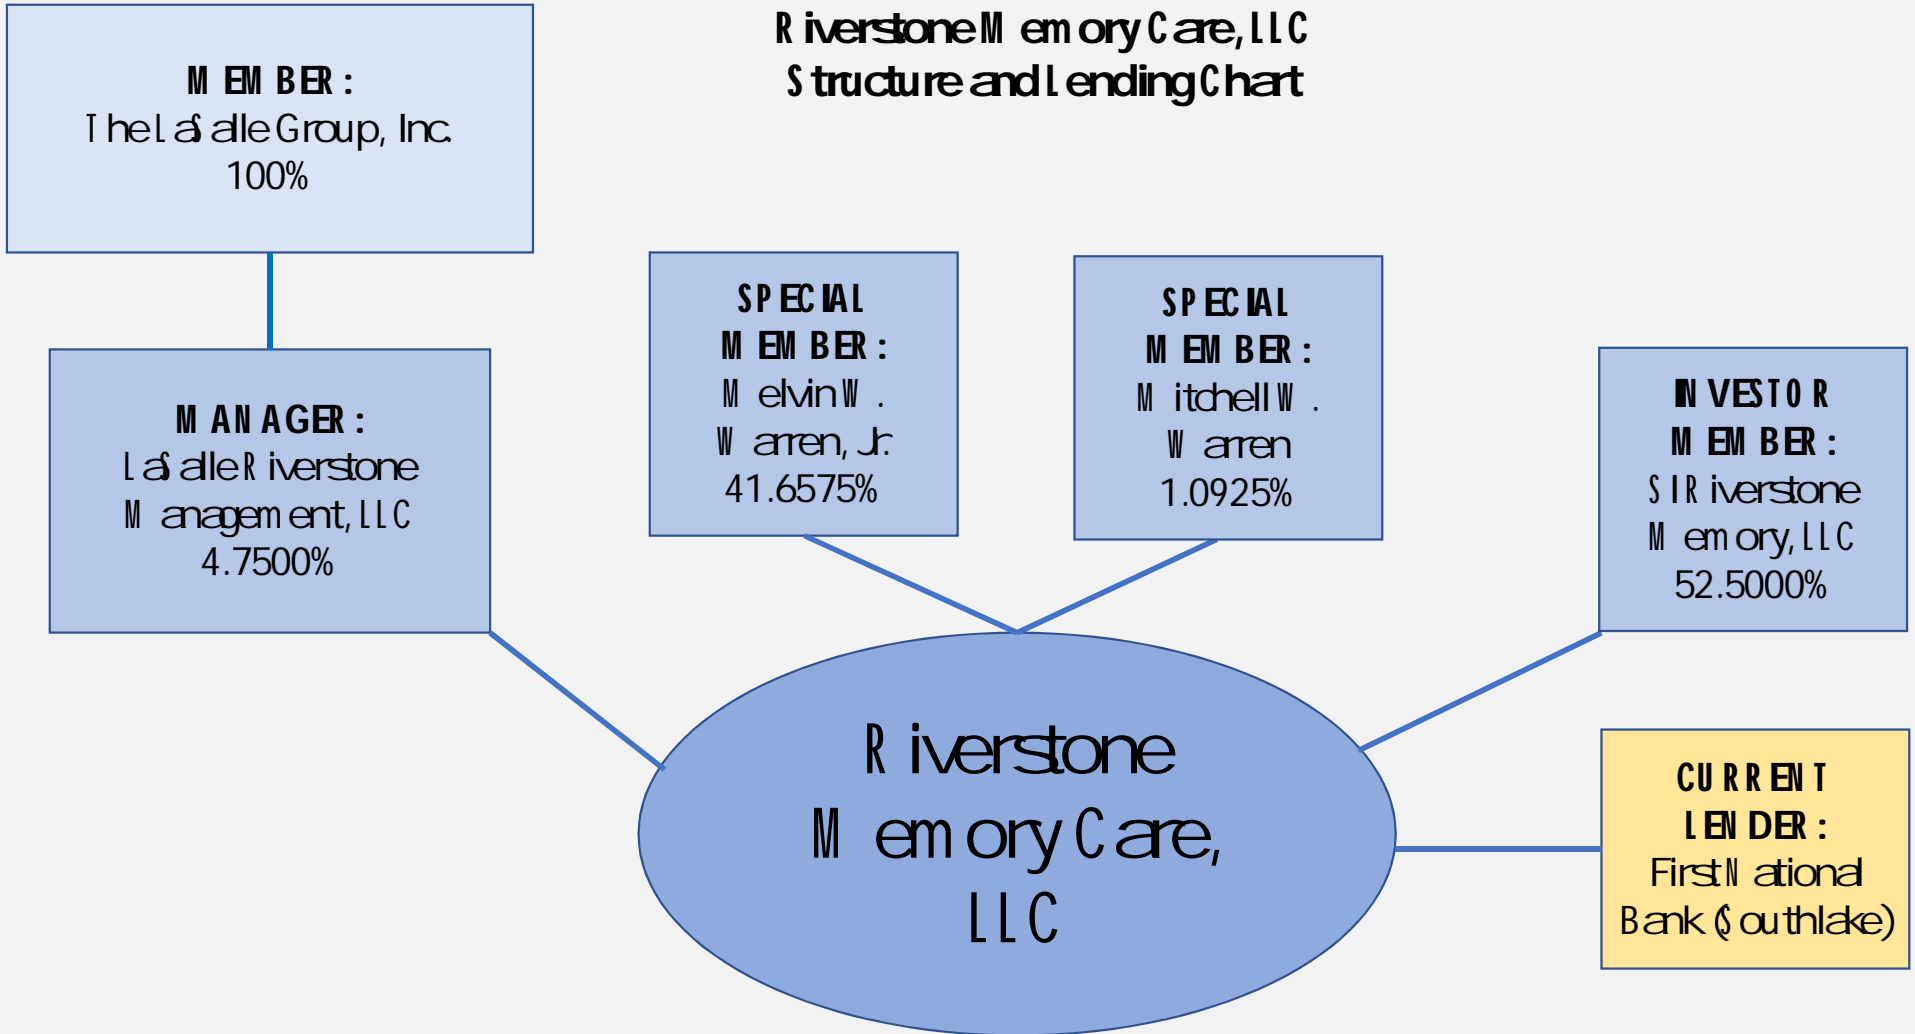 Riverstone Memory Care, LLC
Structure and Lending Chart
MEMBER:
The LaSalle Group, Inc.
100%
MANAGER:
LaSalle Riverstone
Management, LLC
4.7500%
SPECIAL
MEMBER:
Melvin W.
Warren, Jr.
41.6575%
SPECIAL
MEMBER:
Mitchell W.
Warren
1.0925%
INVESTOR
MEMBER:
SI Riverstone
Memory, LLC
52.5000%
Riverstone
Memory Care,
LLC
CURRENT
LENDER:
First National
Bank (Southlake)